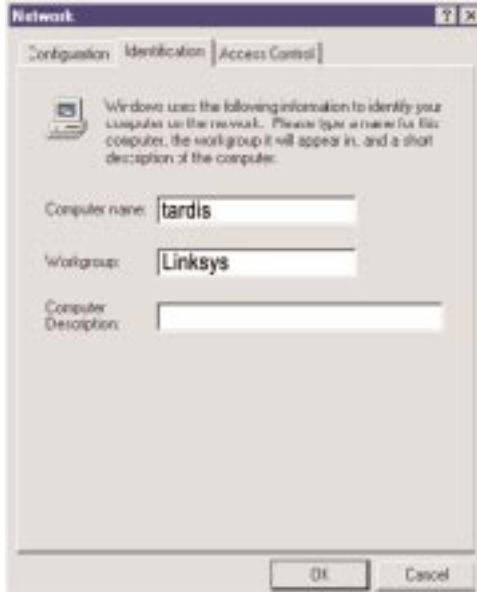 Network
Configuration Identification Access Control
Windows uses the following information to identify your
computer on the network. Please type a name for this
computer, the workgroup it will appear in, and a short
description of the computer.
Computer name: tardis
Workgroup: Linksys
Computer
Description:
OK Cancel